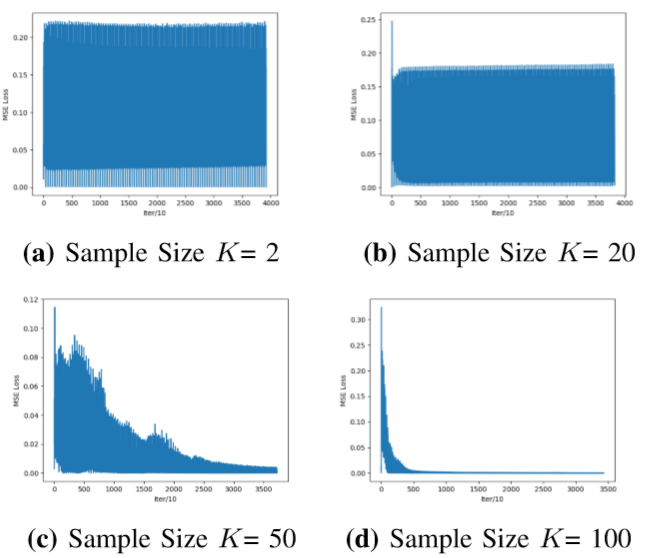 0.20
0.15
0.10
0.05
0.00
MSE Loss
0 500 1000 1500 2000 2500 3000 3500 4000
Iter/10
0.25
0.20
0.15
0.10
0.05
0.00
MSE Loss
0 500 1000 1500 2000 2500 3000 3500 4000
Iter/10
(a) Sample Size K= 2
(b) Sample Size K= 20
0.12
0.10
0.08
0.06
0.04
0.02
0.00
MSE Loss
0 500 1000 1500 2000 2500 3000 3500
Iter/10
0.30
0.25
0.20
0.15
0.10
0.05
0.00
MSE Loss
0 500 1000 1500 2000 2500 3000 3500
Iter/10
(c) Sample Size K= 50
(d) Sample Size K= 100